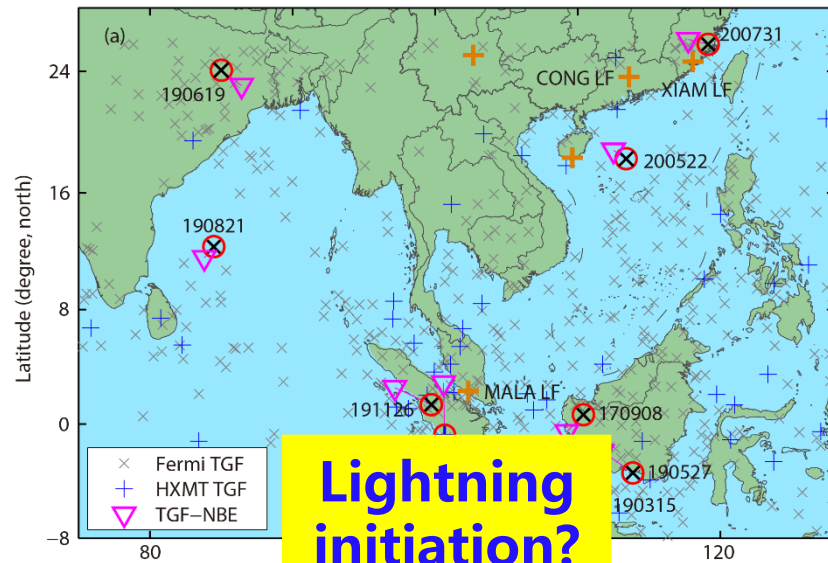 (a)
200731
24
CONG LF
190619
XIAM LF
200522
16
190821
Latitude (degree, north)
8
MALA LF
191126
170908
0
Fermi TGF
HXMT TGF
TGF−NBE
190527
190315
−8
Lightning
initiation?
80
120